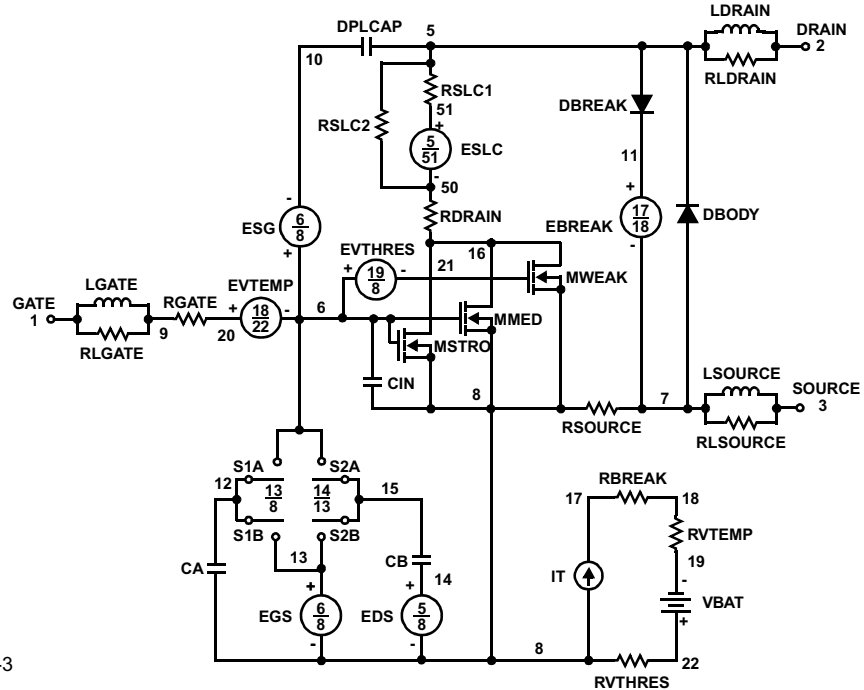 LDRAIN
DPLCAP 5 DRAIN
10 2
RLDRAIN
RSLC1
DBREAK
51
RSLC2
+
5
51
ESLC
11
-
50
- +
17
18
6
8
RDRAIN EBREAK DBODY
ESG
+ -
EVTHRES
16
+ 19
8
- 21
MWEAK
LGATE EVTEMP
GATE RGATE + 18
22
- 6
1 MMED
9 20
MSTRO
RLGATE
CIN LSOURCE
8 7 SOURCE
3
RSOURCE
RLSOURCE
S1A S2A
12 13
8
14
13
15 RBREAK
17 18
S1B S2B
RVTEMP
13 CB 19
CA IT
+ + 14 -
VBAT
EGS 6
8
EDS 5
8
+
- - 8
22
RVTHRES
-3